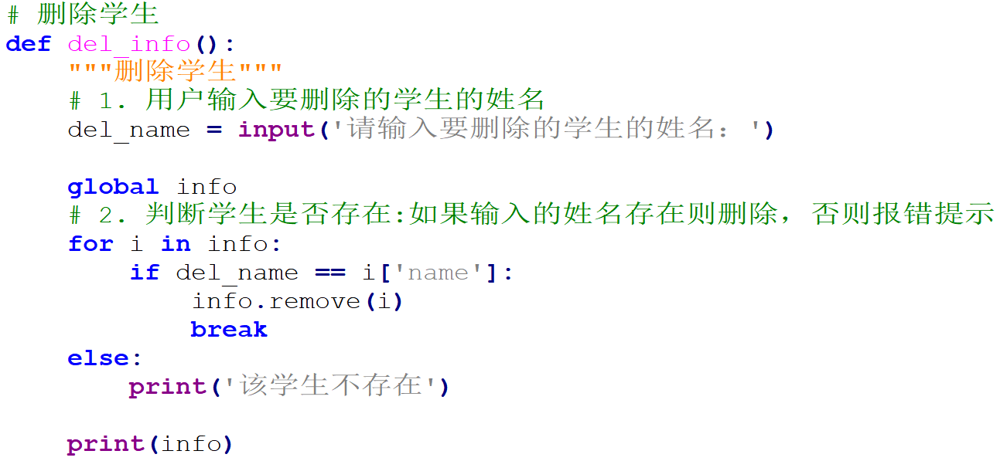 # 删除学生
def del_info():
    """删除学生"""
    # 1. 用户输入要删除的学生的姓名
    del_name = input('请输入要删除的学生的姓名：')
    global info
    # 2. 判断学生是否存在:如果输入的姓名存在则删除，否则报错提示
    for i in info:
        if del_name == i['name']:
            info.remove(i)
            break
    else:
        print('该学生不存在')
    print(info)